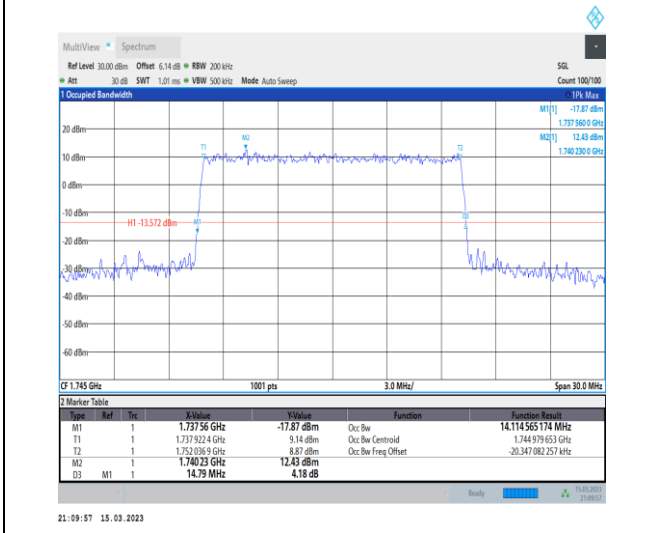 MultiView Spectrum
Ref Level 30.00 dBm Offset 6.14 dB RBW 200 kHz SGL
Att 30 dB SWT 1.01 ms VBW 500 kHz Mode Auto Sweep Count 100/100
1 Occupied Bandwidth 1Pk Max
M1[1] -17.87 dBm
1.737 560 0 GHz
M2[1] 12.43 dBm
1.740 230 0 GHz
20 dBm
M2
T1 T2
10 dBm
0 dBm
-10 dBm
H1 -13.572 dBm M1 D3
-20 dBm
-30 dBm
-40 dBm
-50 dBm
-60 dBm
CF 1.745 GHz 1001 pts 3.0 MHz/ Span 30.0 MHz
2 Marker Table
Type Ref Trc X-Value Y-Value Function Function Result
M1 1 1.737 56 GHz -17.87 dBm Occ Bw 14.114 565 174 MHz
T1 1 1.737 922 4 GHz 9.14 dBm Occ Bw Centroid 1.744 979 653 GHz
T2 1 1.752 036 9 GHz 8.87 dBm Occ Bw Freq Offset -20.347 082 257 kHz
M2 1 1.740 23 GHz 12.43 dBm
D3 M1 1 14.79 MHz 4.18 dB
Ready 15.03.2023
21:09:57
21:09:57 15.03.2023